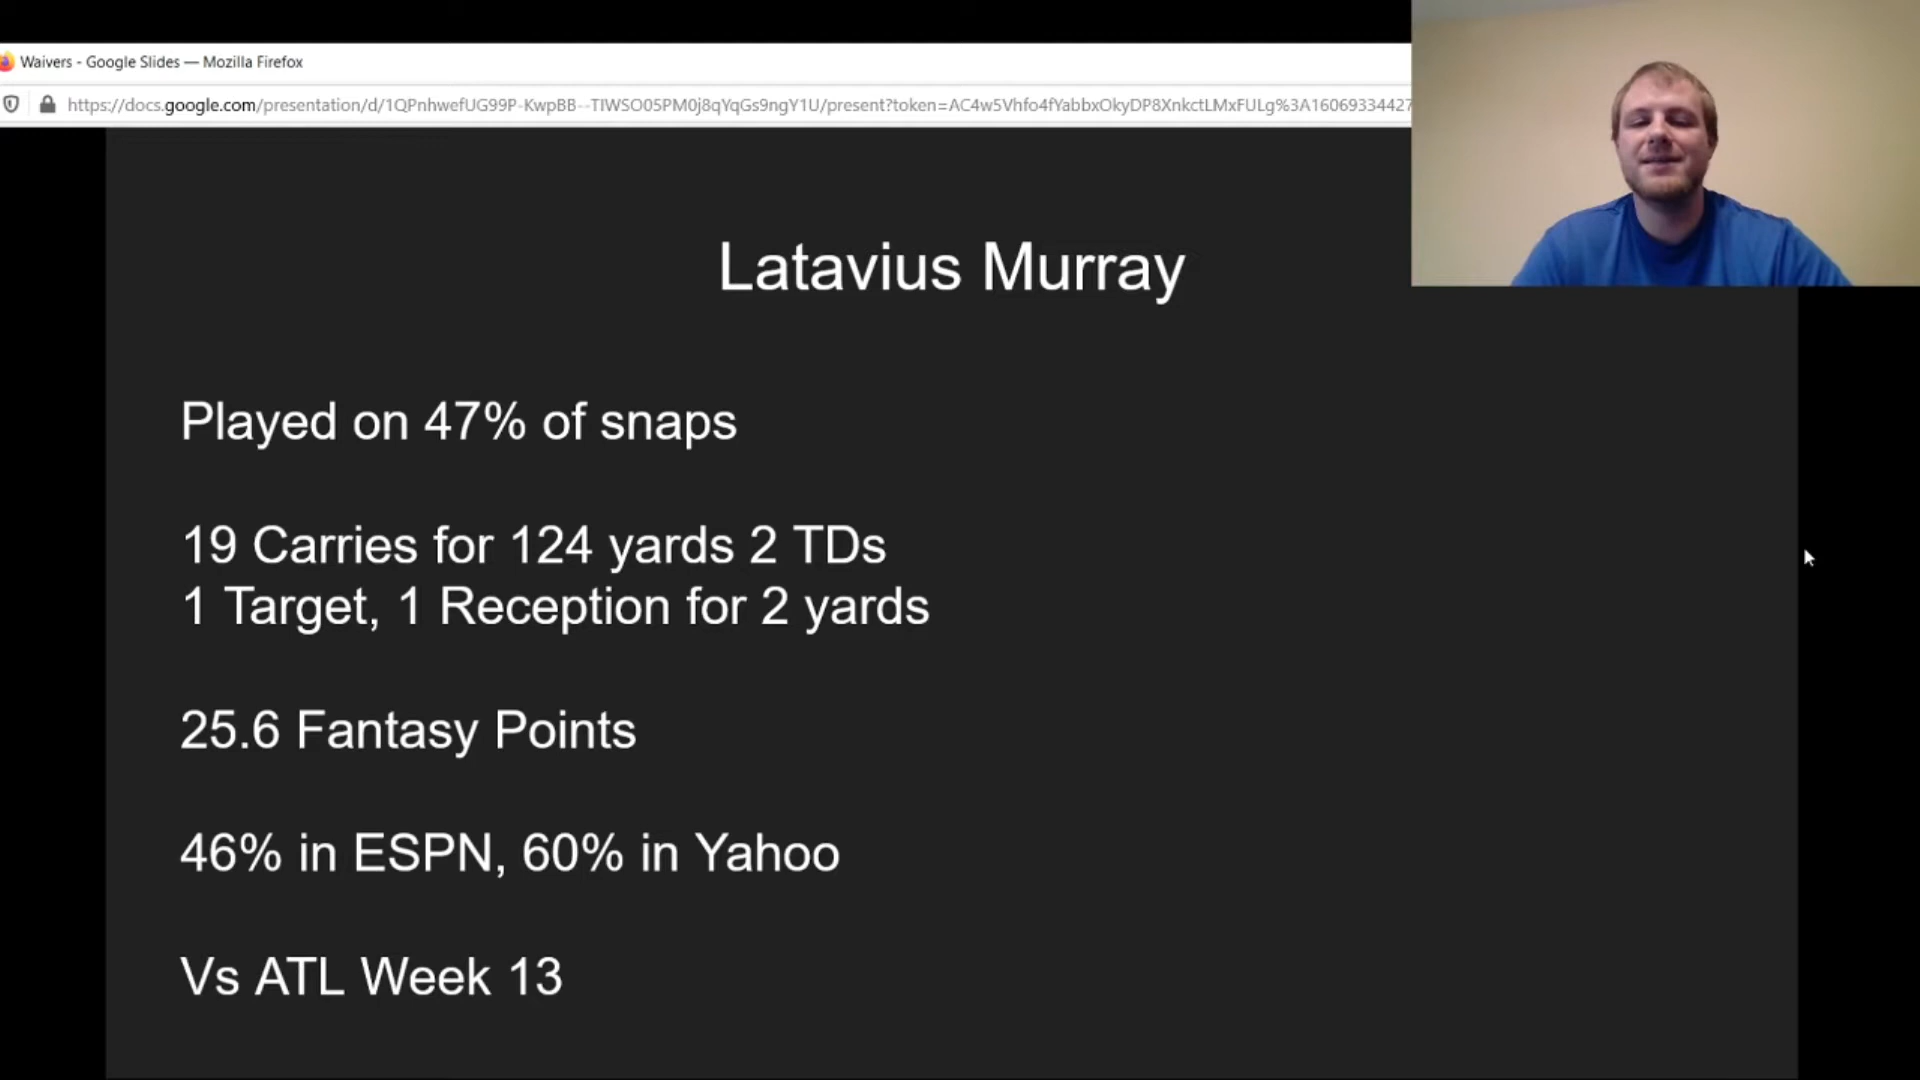 Waivers - Google Slides — Mozilla Firefox
https://docs.google.com/presentation/d/1QPnhwefUG99P-KwpBB--TIWSO05PM0j8qYqGs9ngY1U/present?token=AC4w5Vhfo4fYabbxOkyDP8XnkctLMxFULg%3A16069334427
Latavius Murray
Played on 47% of snaps
19 Carries for 124 yards 2 TDs
1 Target, 1 Reception for 2 yards
25.6 Fantasy Points
46% in ESPN, 60% in Yahoo
Vs ATL Week 13